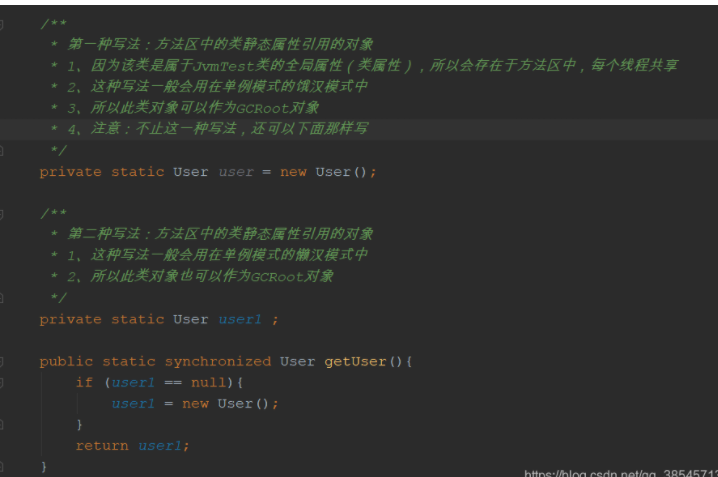 /**
* 第一种写法：方法区中的类静态属性引用的对象
* 1、因为该类是属于JvmTest类的全局属性（类属性），所以会存在于方法区中，每个线程共享
* 2、这种写法一般会用在单例模式的饿汉模式中
* 3、所以此类对象可以作为GCRoot对象
* 4、注意：不止这一种写法，还可以下面那样写
*/
private static User user = new User();
/**
* 第二种写法：方法区中的类静态属性引用的对象
* 1、这种写法一般会用在单例模式的懒汉模式中
* 2、所以此类对象也可以作为GCRoot对象
*/
private static User user1 ;
public static synchronized User getUser(){
if (user1 == null){
user1 = new User();
}
return user1;
}
https://blog.csdn.net/qq_38545713